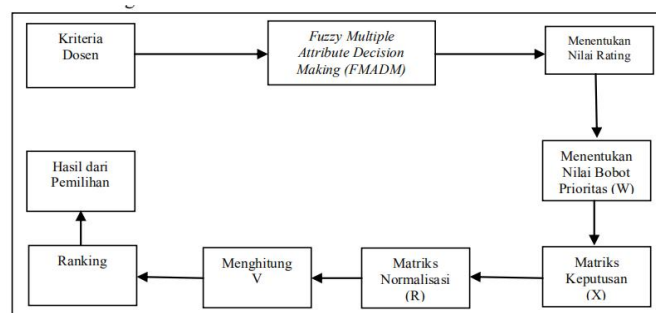 Kriteria
Dosen
Fuzzy Multiple
Attribute Decision
Making (FMADM)
Menentukan
Nilai Rating
Menentukan
Nilai Bobot
Prioritas (W)
Matriks
Keputusan
(X)
Matriks
Normalisasi
(R)
Menghitung
V
Ranking
Hasil dari
Pemilihan